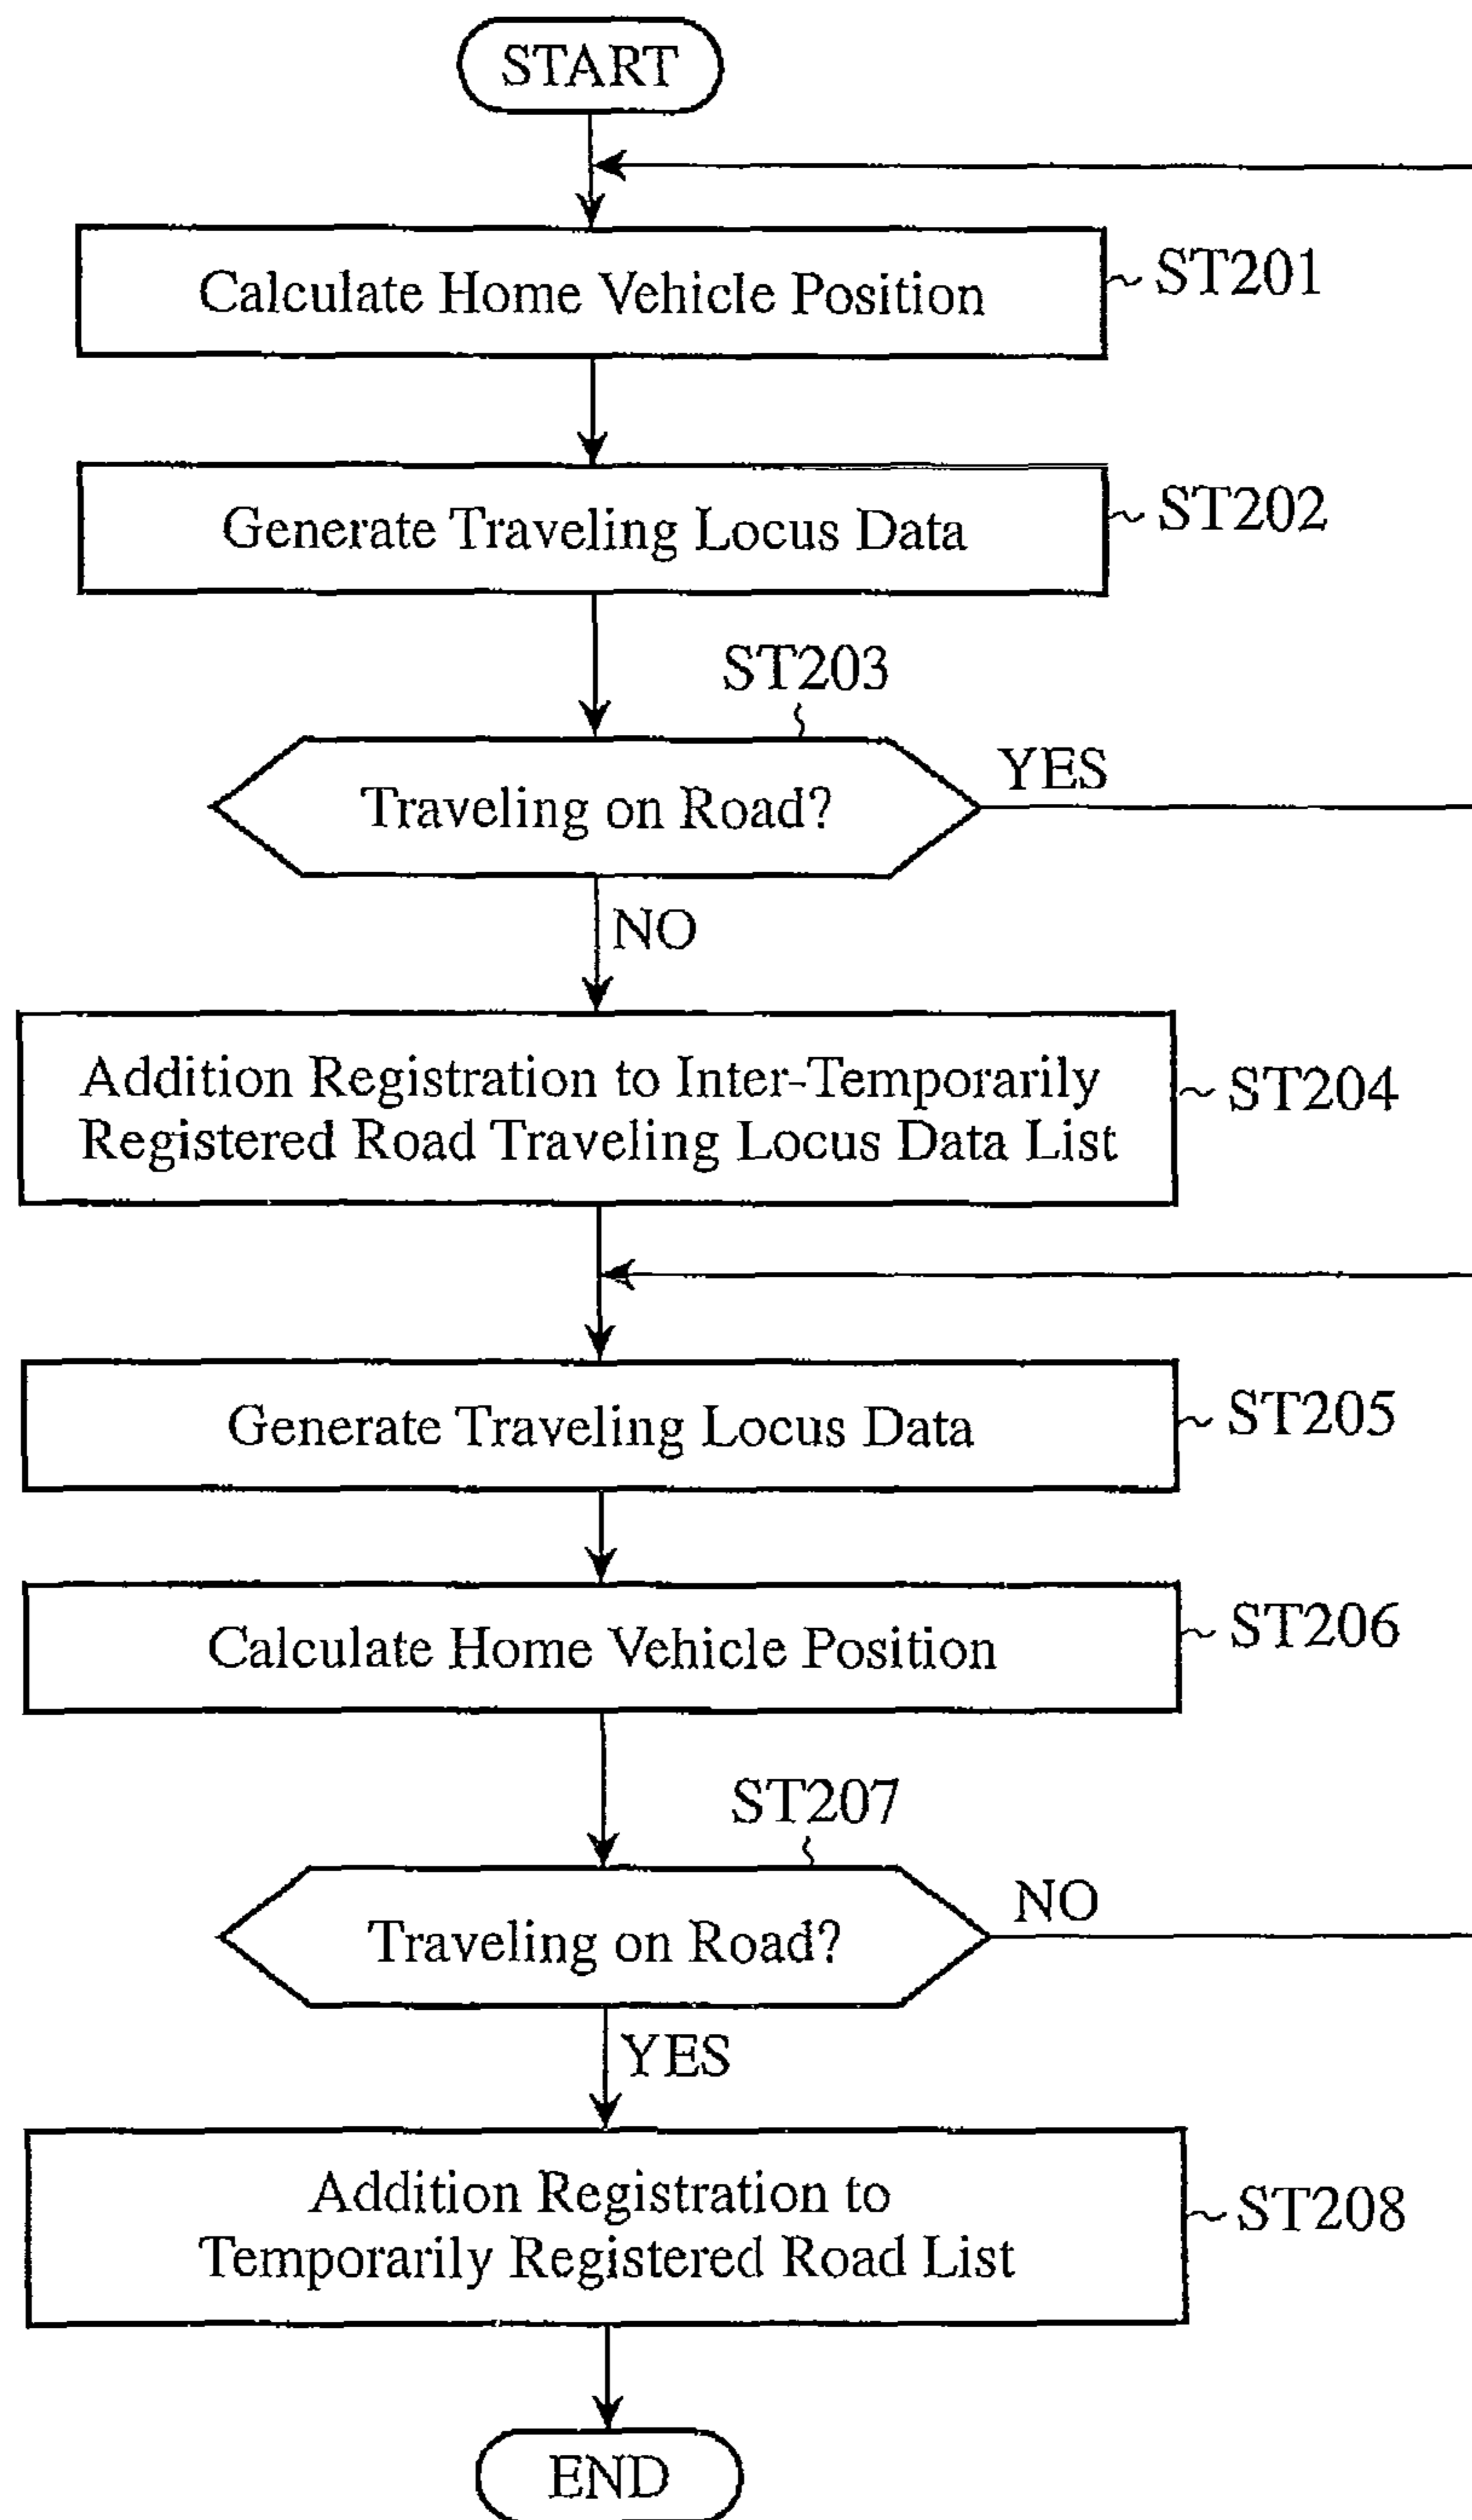 START
Calculate Home Vehicle Position
ST201
Generate Traveling Locus Data
ST202
ST203
Traveling on Road?
YES
NO
Addition Registration to Inter-Temporarily
Registered Road Traveling Locus Data List
ST204
Generate Traveling Locus Data
ST205
Calculate Home Vehicle Position
ST206
ST207
Traveling on Road?
NO
YES
Addition Registration to
Temporarily Registered Road List
ST208
END